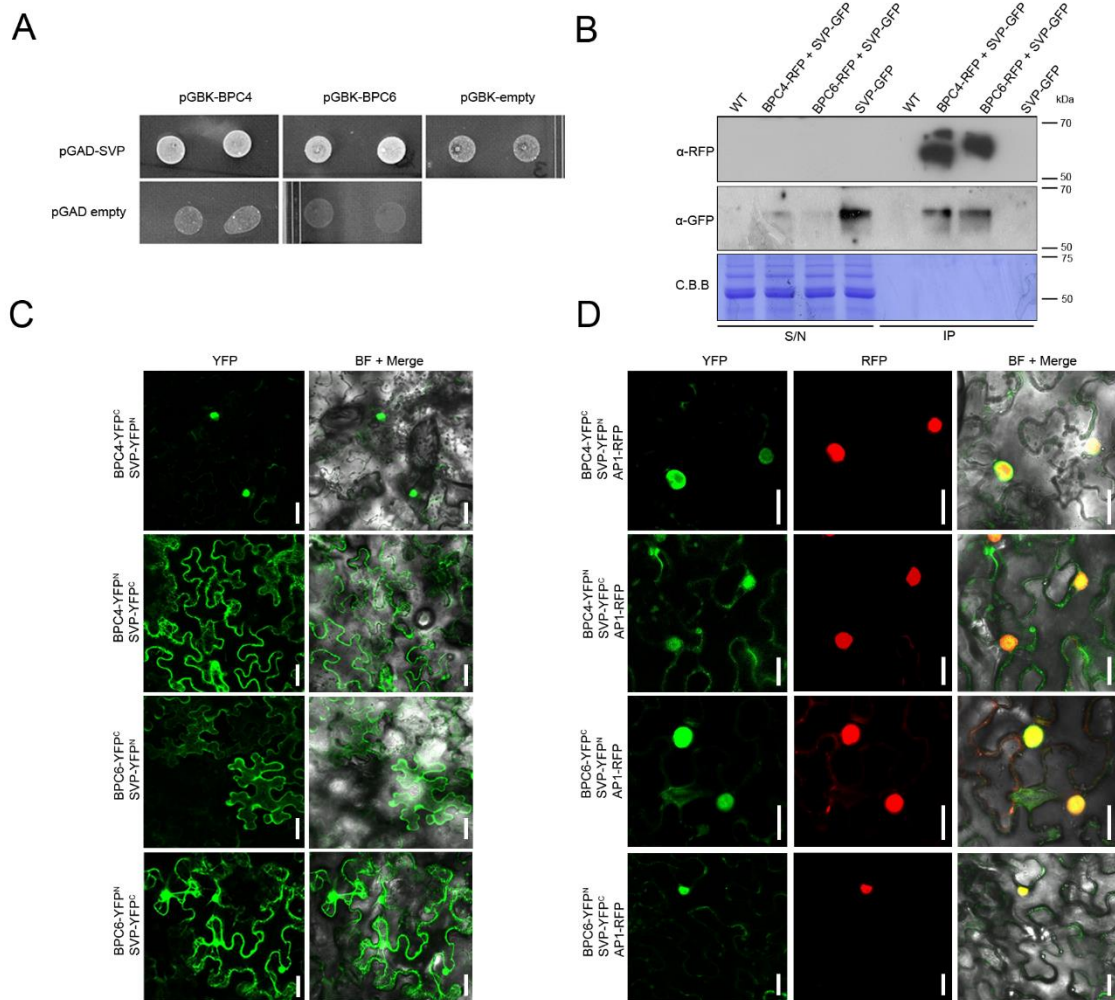 A
pGBK-BPC4 pGBK-BPC6 pGBK-empty
pGAD-SVP
pGAD empty
B
WT
BPC4-RFP + SVP-GFP
BPC6-RFP + SVP-GFP
SVP-GFP
WT
BPC4-RFP + SVP-GFP
BPC6-RFP + SVP-GFP
SVP-GFP
kDa
α-RFP
70
50
α-GFP
70
50
C.B.B
75
50
S/N IP
C
YFP BF + Merge
BPC4-YFPᶜ
SVP-YFPᴺ
BPC4-YFPᴺ
SVP-YFPᶜ
BPC6-YFPᶜ
SVP-YFPᴺ
BPC6-YFPᴺ
SVP-YFPᶜ
D
YFP RFP BF + Merge
BPC4-YFPᶜ
SVP-YFPᴺ
AP1-RFP
BPC4-YFPᴺ
SVP-YFPᶜ
AP1-RFP
BPC6-YFPᶜ
SVP-YFPᴺ
AP1-RFP
BPC6-YFPᴺ
SVP-YFPᶜ
AP1-RFP